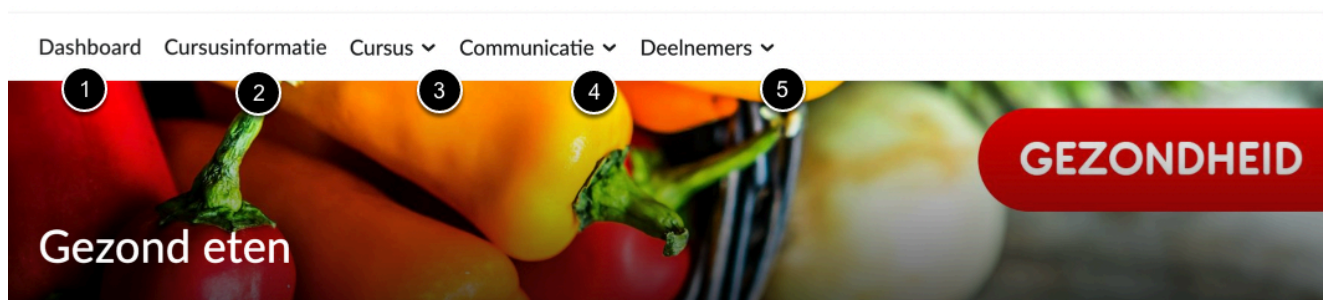 Dashboard Cursusinformatie Cursus Communicatie Deelnemers
1 2 3 4 5
GEZONDHEID
Gezond eten